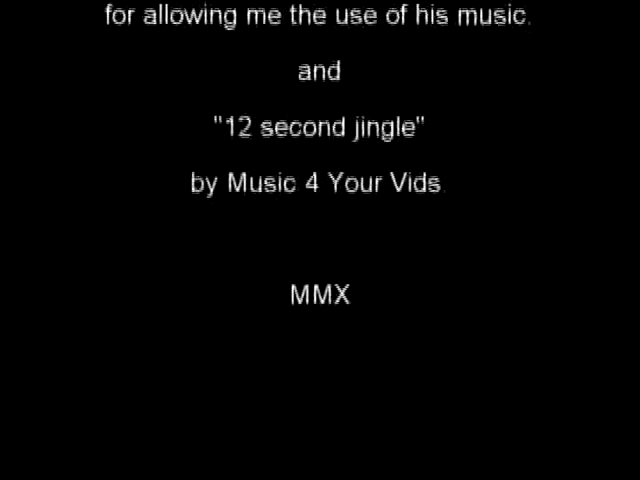 for allowing me the use of his music.
and
"12 second jingle"
by Music 4 Your Vids
MMX